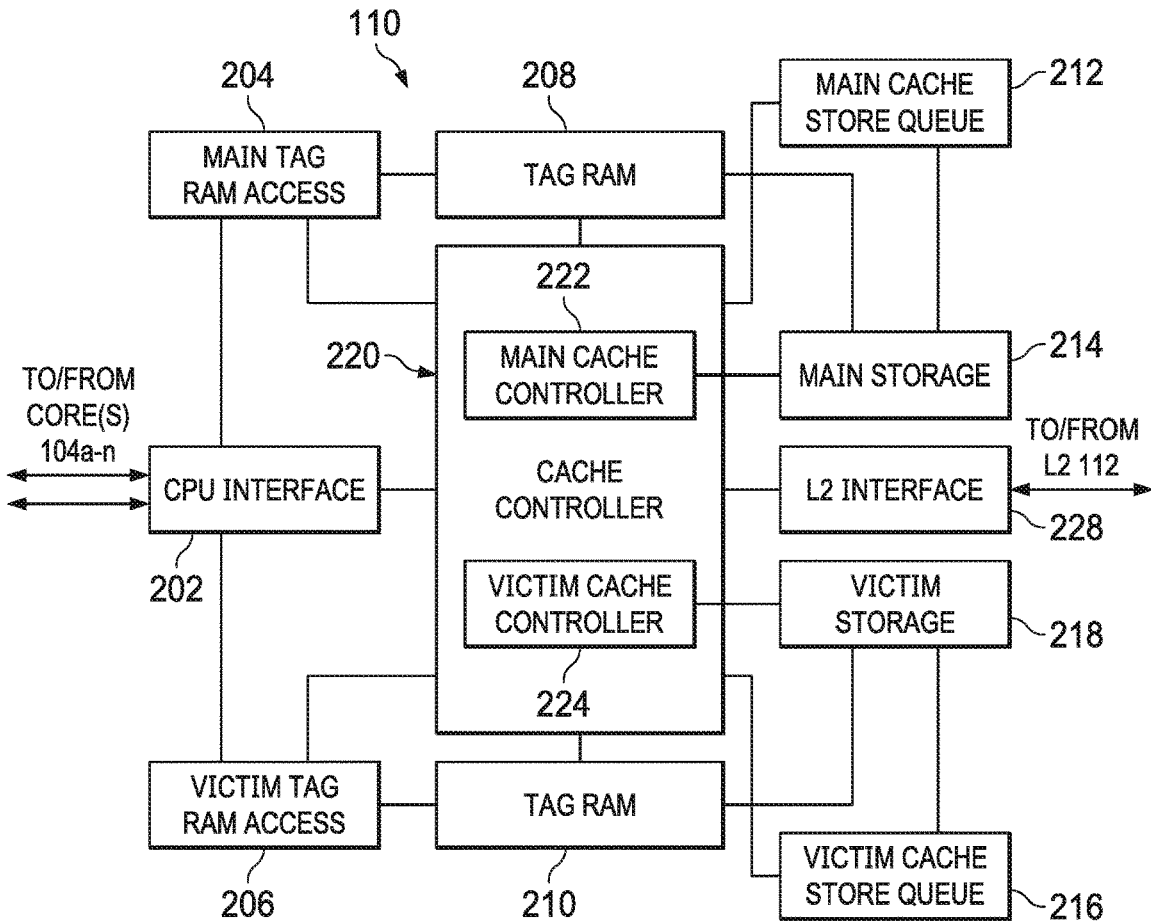 110
204
208
212
MAIN CACHE
STORE QUEUE
MAIN TAG
RAM ACCESS
TAG RAM
222
220
MAIN CACHE
CONTROLLER
MAIN STORAGE
214
TO/FROM
CORE(S)
104a-n
TO/FROM
L2 112
CPU INTERFACE
CACHE
CONTROLLER
L2 INTERFACE
228
202
VICTIM CACHE
CONTROLLER
VICTIM
STORAGE
218
224
VICTIM TAG
RAM ACCESS
TAG RAM
VICTIM CACHE
STORE QUEUE
206
210
216